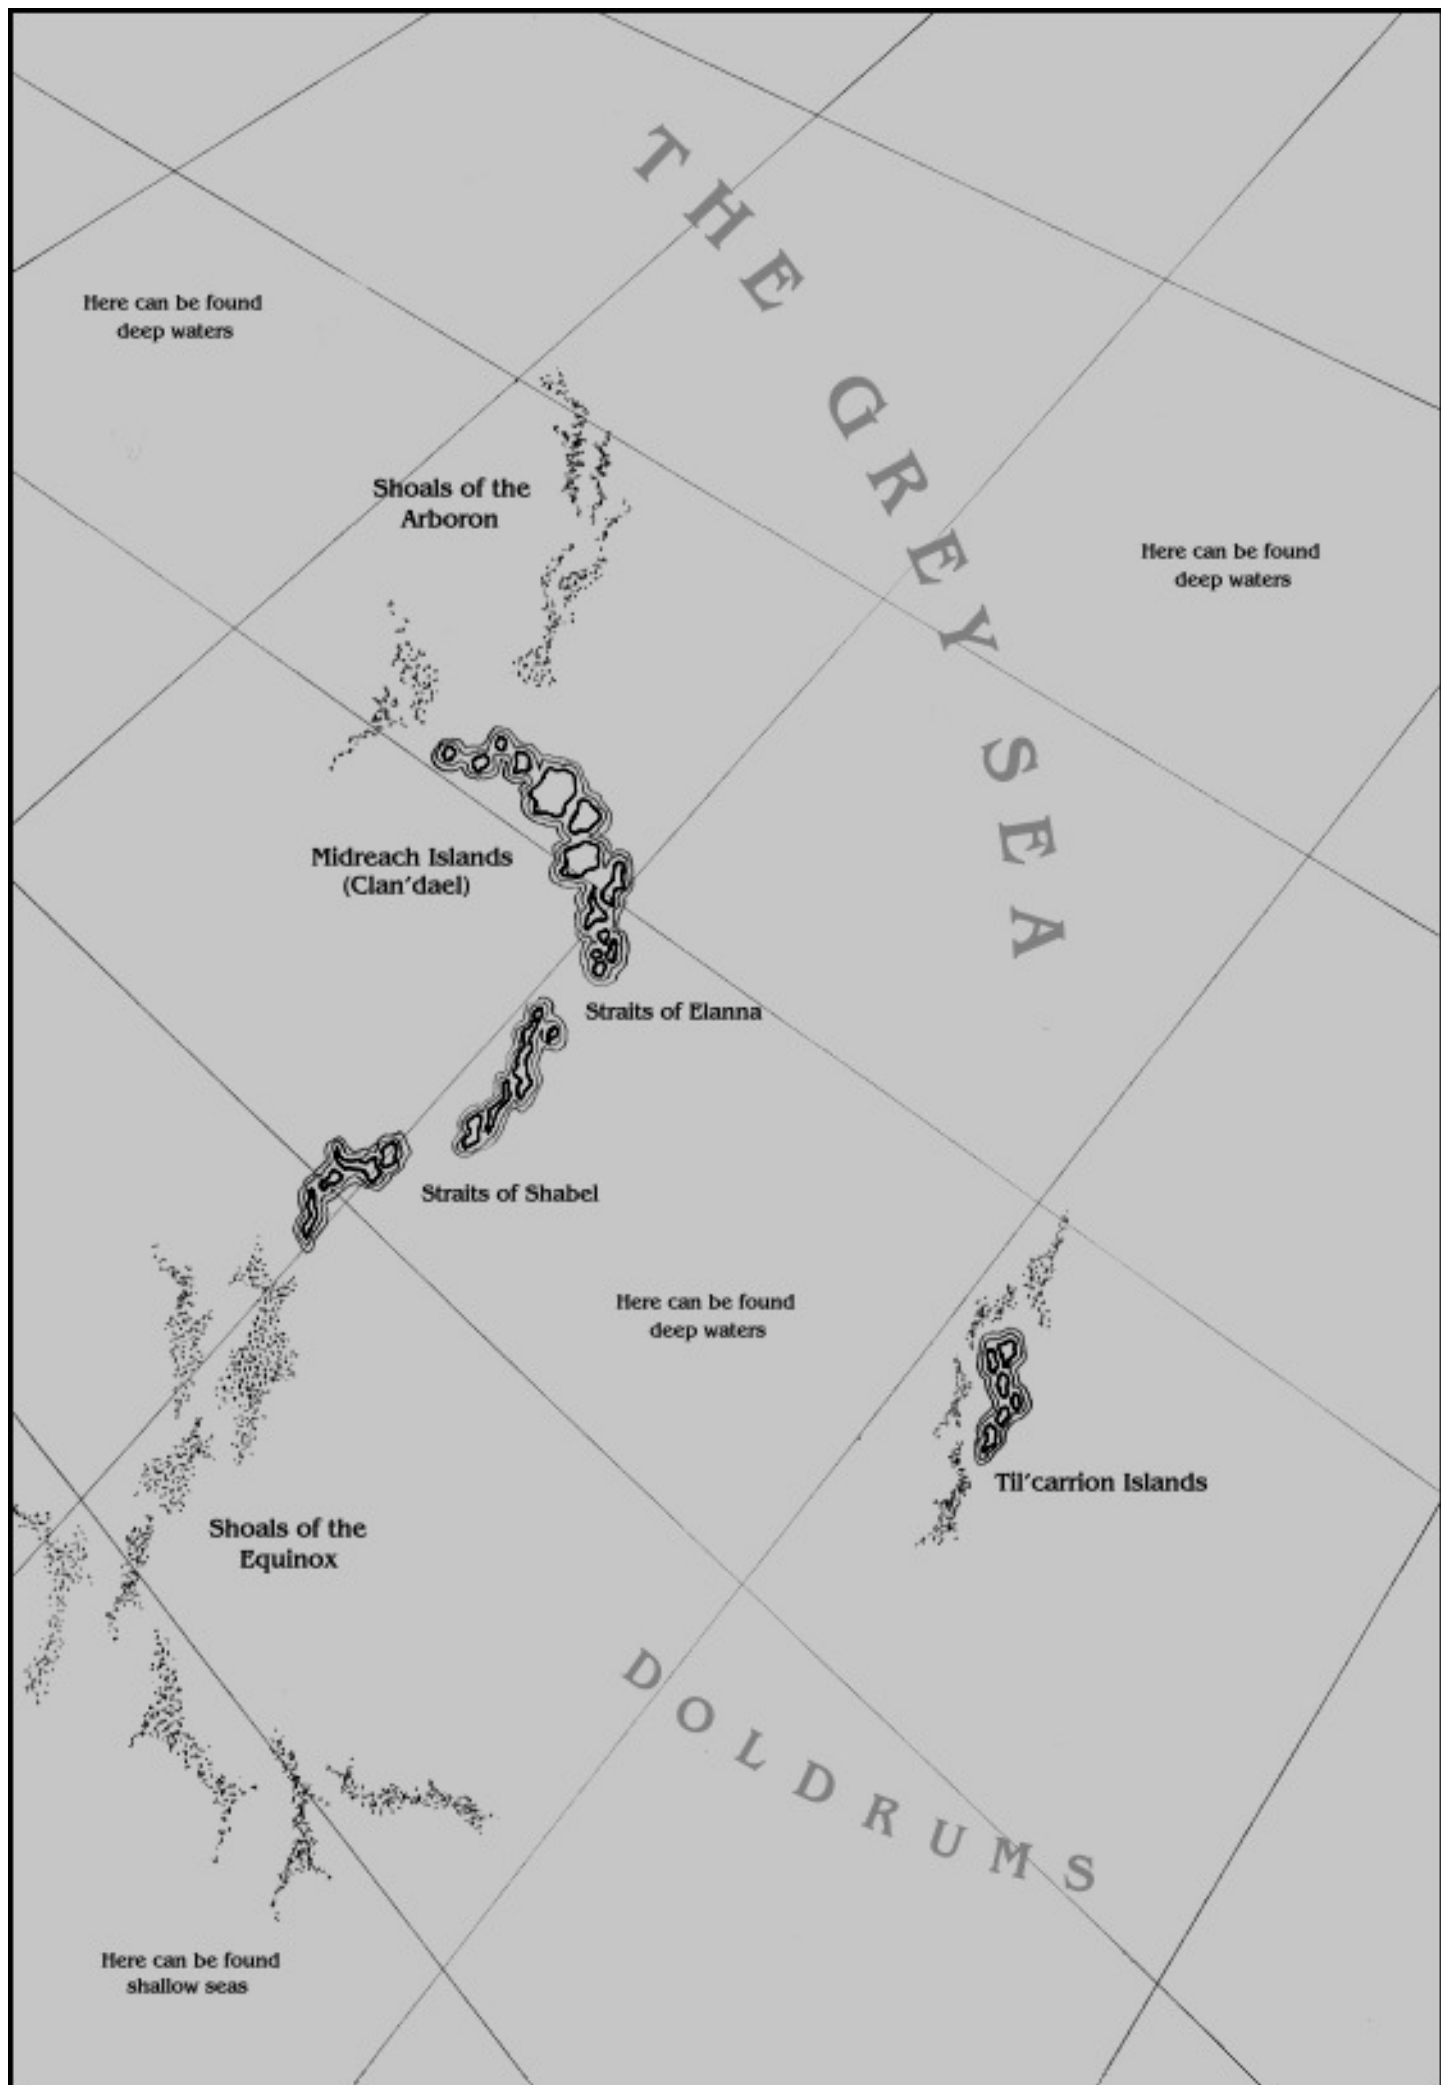 THE GREY SEA
Here can be found
deep waters
Shoals of the
Arboron
Here can be found
deep waters
Midreach Islands
(Clan'dael)
Straits of Elanna
Straits of Shabel
Here can be found
deep waters
Til'carrion Islands
Shoals of the
Equinox
DOLDRUMS
Here can be found
shallow seas